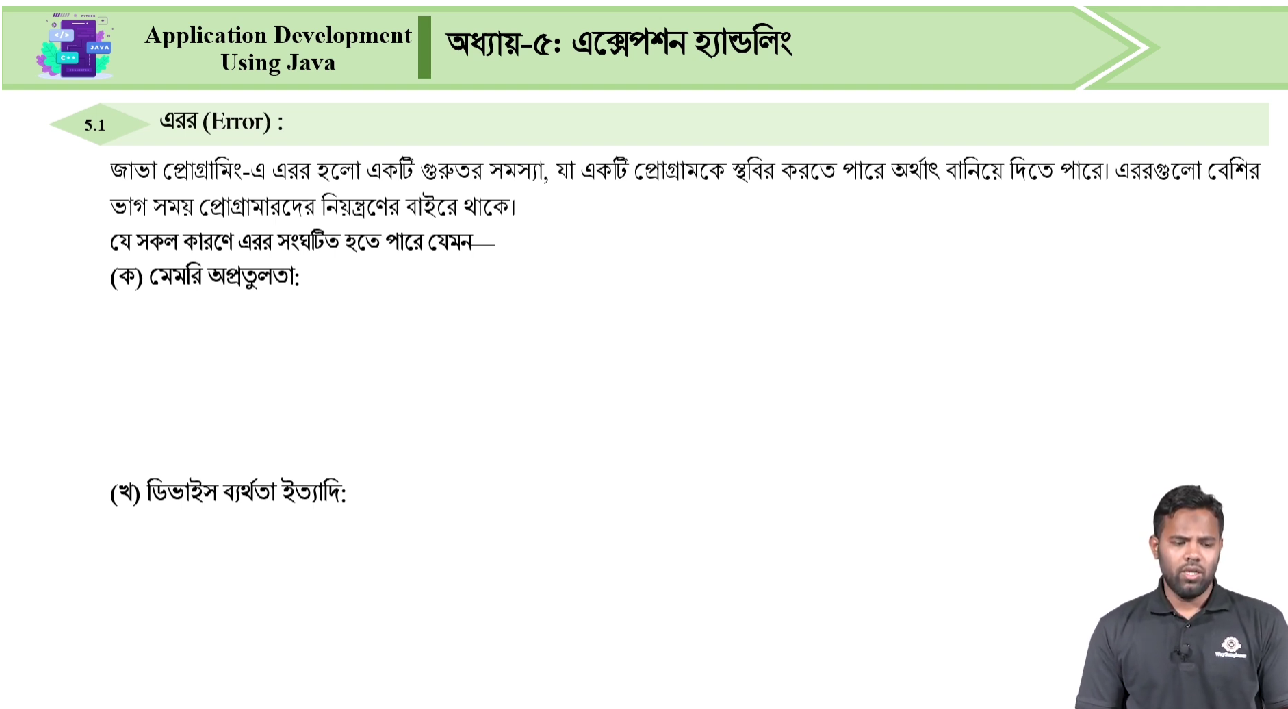 Application Development
Using Java
অধ্যায়-৫: এক্সেপশন হ্যান্ডলিং
</>
JAVA
C++
5.1
এরর (Error) :
জাভা প্রোগ্রামিং-এ এরর হলো একটি গুরুতর সমস্যা, যা একটি প্রোগ্রামকে স্থবির করতে পারে অর্থাৎ বানিয়ে দিতে পারে। এররগুলো বেশির
ভাগ সময় প্রোগ্রামারদের নিয়ন্ত্রণের বাইরে থাকে।
যে সকল কারণে এরর সংঘটিত হতে পারে যেমন—
(ক) মেমরি অপ্রতুলতা:
(খ) ডিভাইস ব্যর্থতা ইত্যাদি: